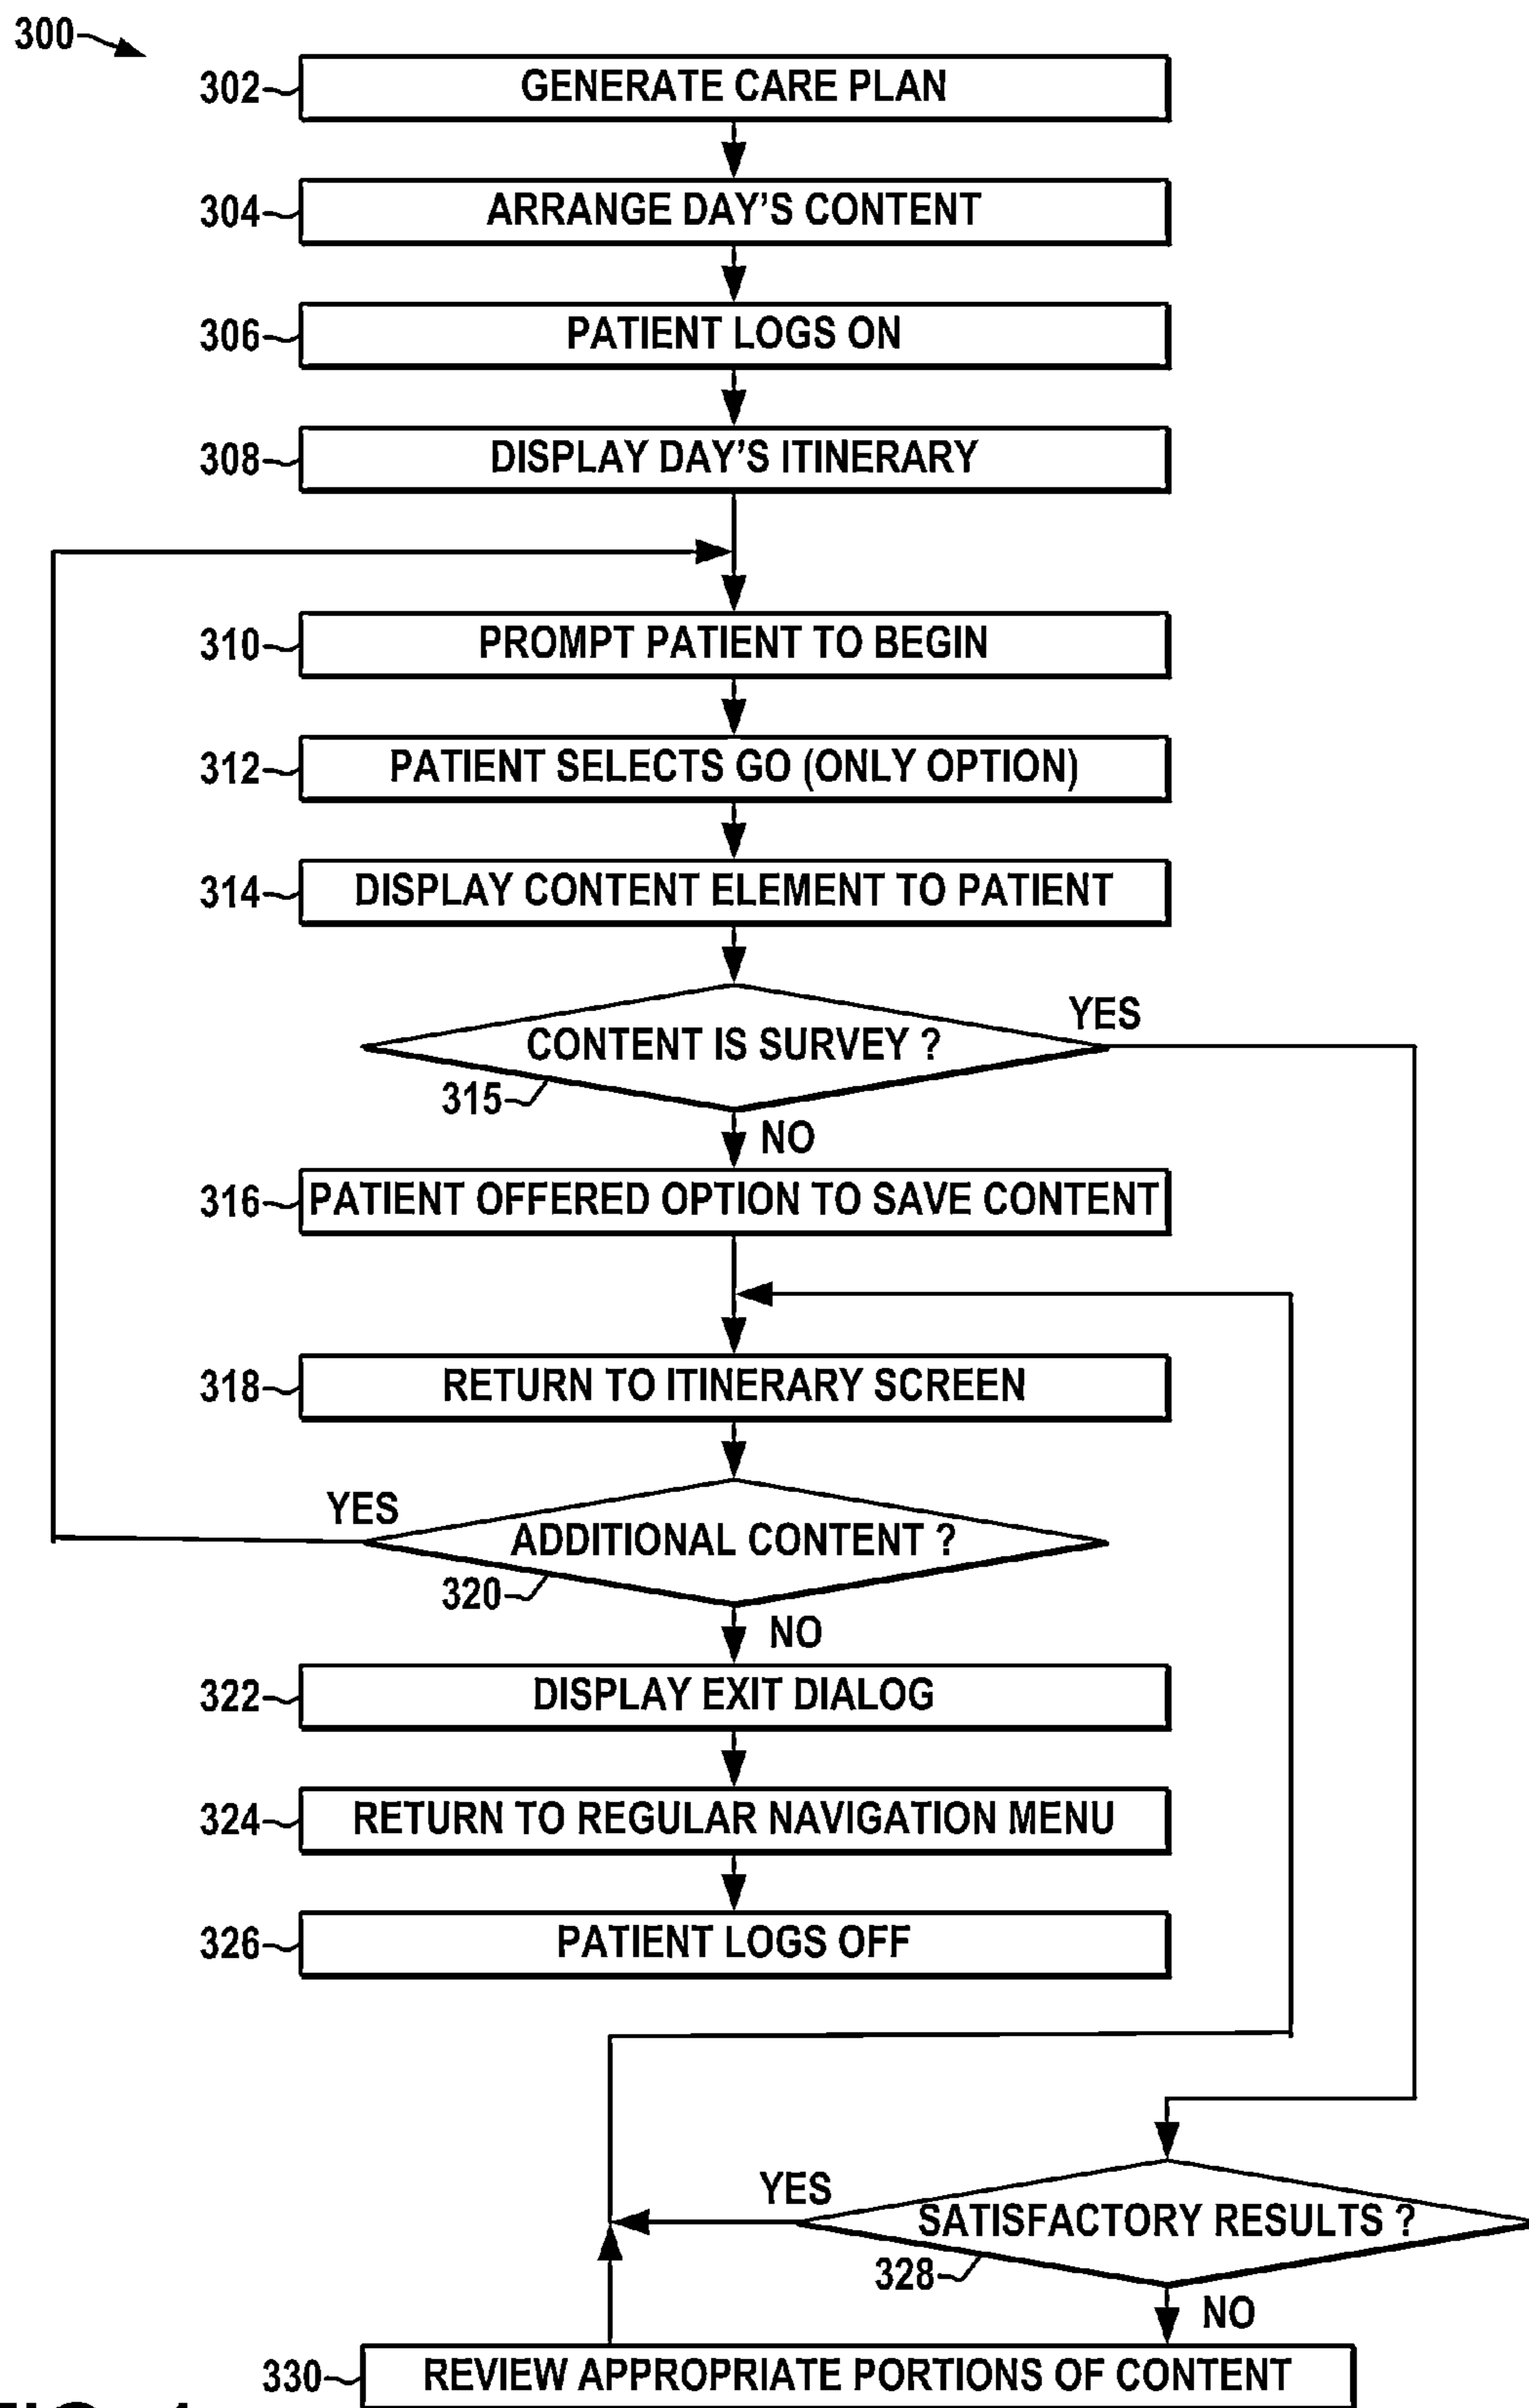 300
302 GENERATE CARE PLAN
304 ARRANGE DAY'S CONTENT
306 PATIENT LOGS ON
308 DISPLAY DAY'S ITINERARY
310 PROMPT PATIENT TO BEGIN
312 PATIENT SELECTS GO (ONLY OPTION)
314 DISPLAY CONTENT ELEMENT TO PATIENT
YES
CONTENT IS SURVEY ?
315
NO
316 PATIENT OFFERED OPTION TO SAVE CONTENT
318 RETURN TO ITINERARY SCREEN
YES
ADDITIONAL CONTENT ?
320
NO
322 DISPLAY EXIT DIALOG
324 RETURN TO REGULAR NAVIGATION MENU
326 PATIENT LOGS OFF
YES
SATISFACTORY RESULTS ?
328
NO
330 REVIEW APPROPRIATE PORTIONS OF CONTENT